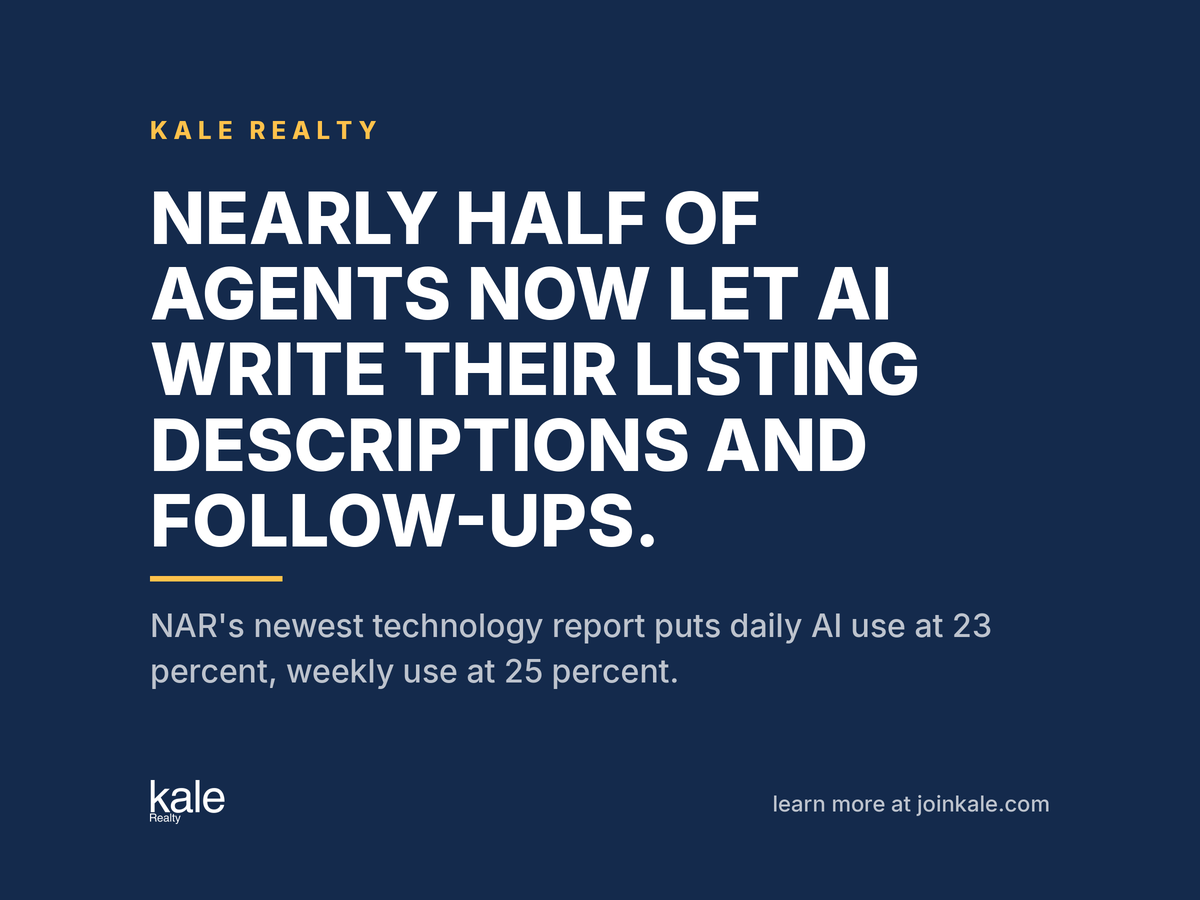 KALE REALTY
NEARLY HALF OF
AGENTS NOW LET AI
WRITE THEIR LISTING
DESCRIPTIONS AND
FOLLOW-UPS.
NAR's newest technology report puts daily AI use at 23
percent, weekly use at 25 percent.
kale
Realty
learn more at joinkale.com